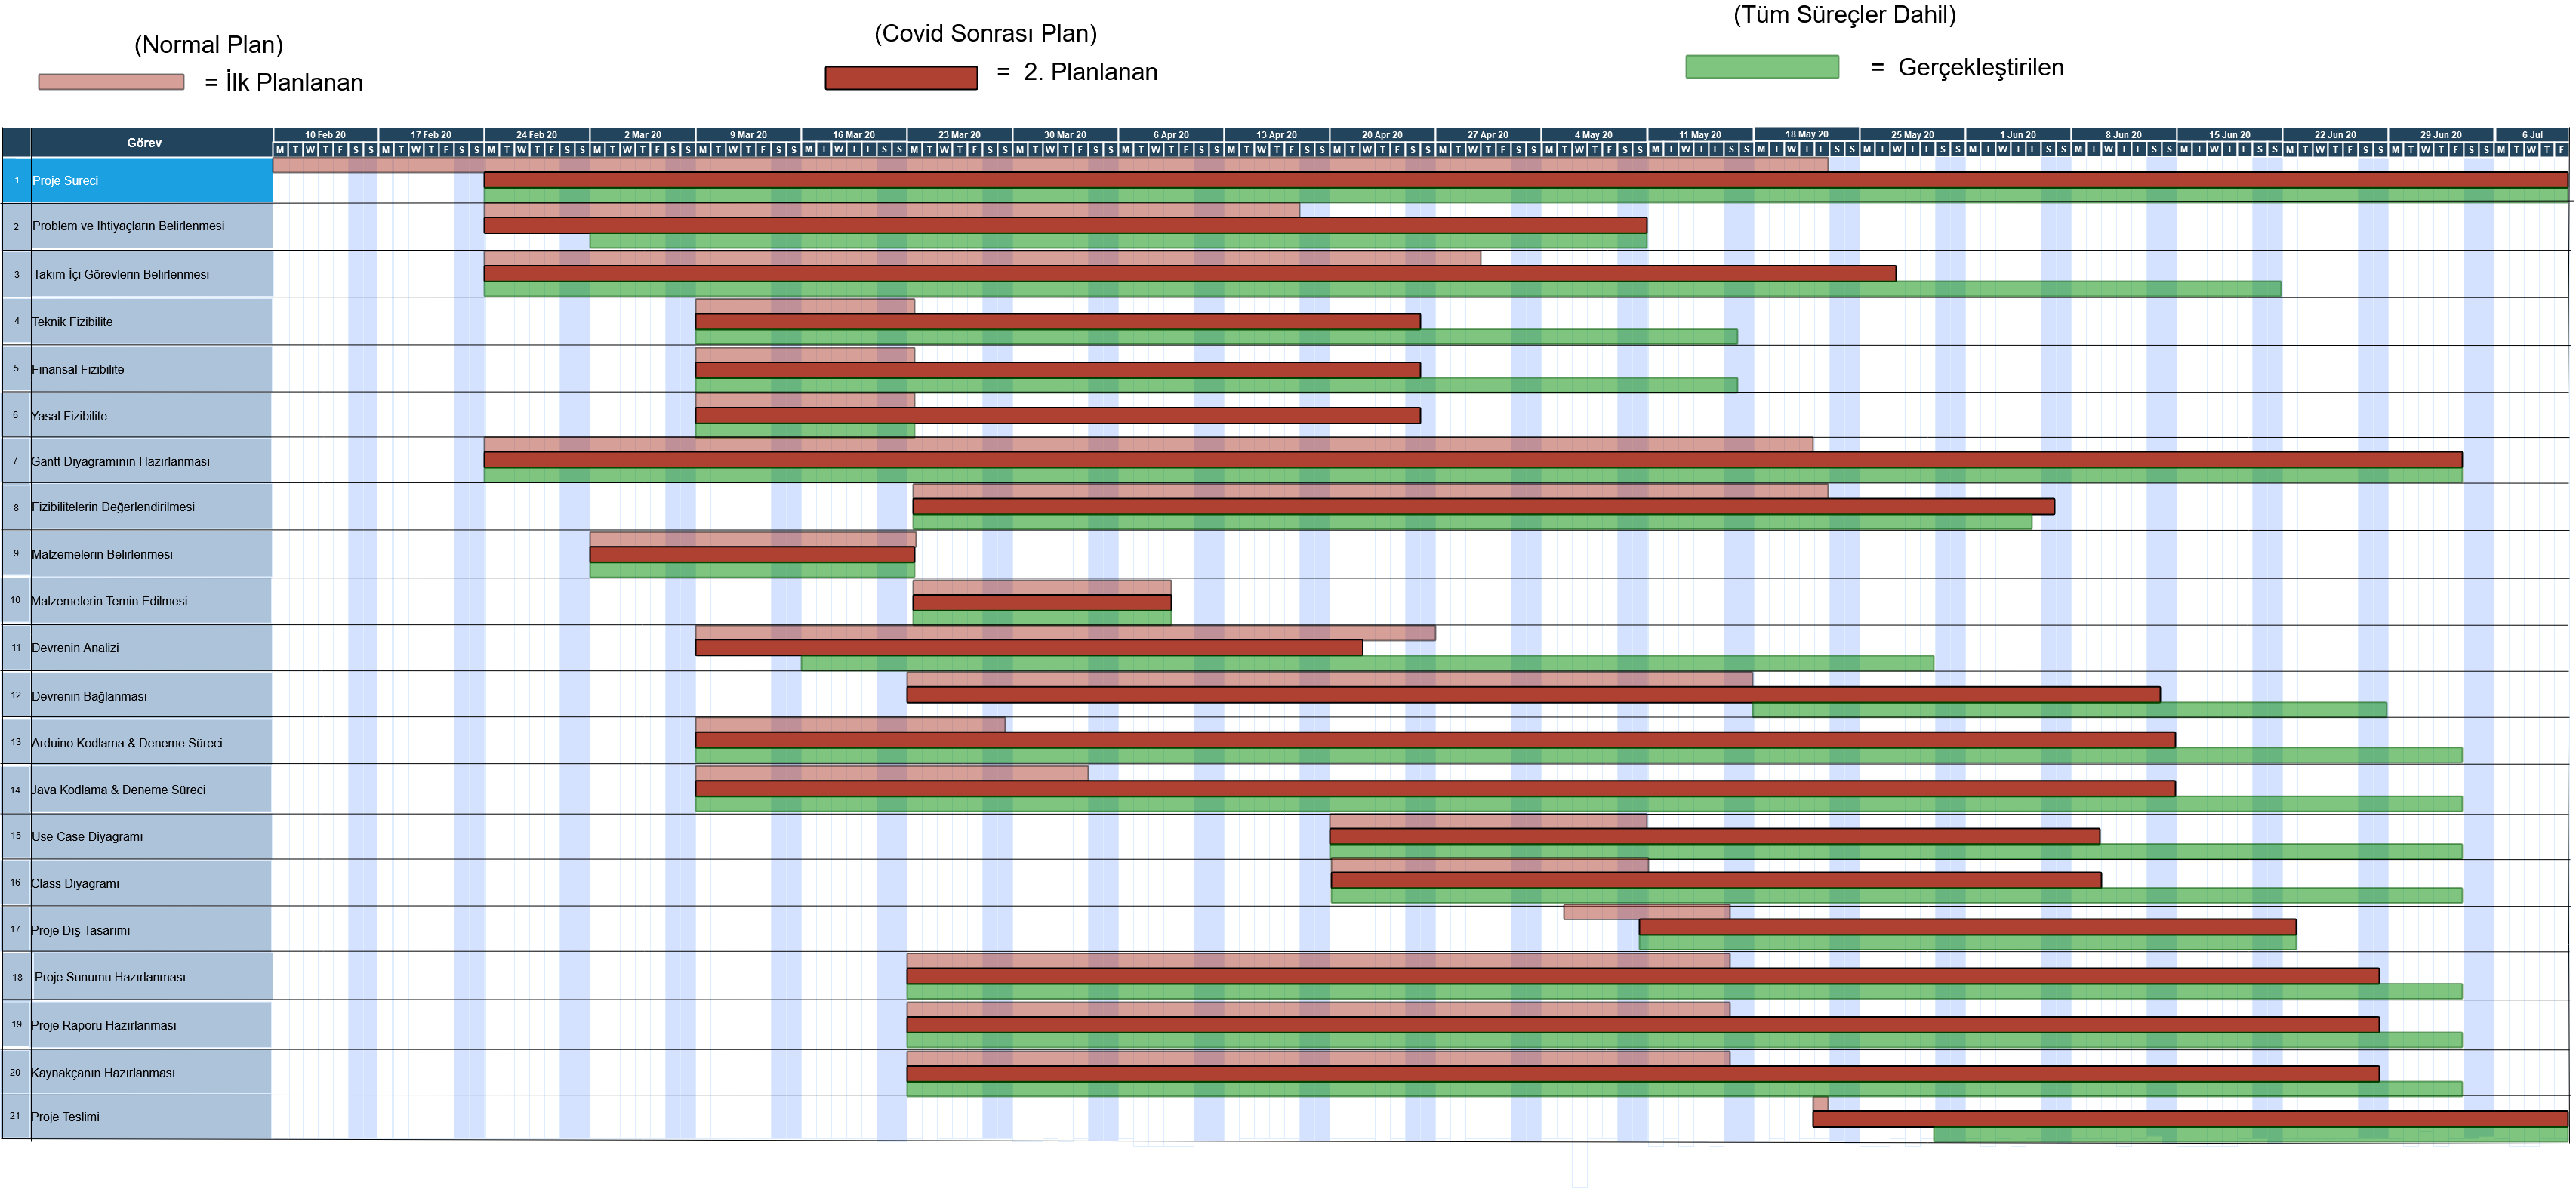 (Normal Plan)
= İlk Planlanan
(Covid Sonrası Plan)
= 2. Planlanan
(Tüm Süreçler Dahil)
= Gerçekleştirilen
Görev
10 Feb 20 17 Feb 20 24 Feb 20 2 Mar 20 9 Mar 20 16 Mar 20 23 Mar 20 30 Mar 20 6 Apr 20 13 Apr 20 20 Apr 20 27 Apr 20 4 May 20 11 May 20 18 May 20 25 May 20 1 Jun 20 8 Jun 20 15 Jun 20 22 Jun 20 29 Jun 20 6 Jul
M T W T F S S M T W T F S S M T W T F S S M T W T F S S M T W T F S S M T W T F S S M T W T F S S M T W T F S S M T W T F S S M T W T F S S M T W T F S S M T W T F S S M T W T F S S M T W T F S S M T W T F S S M T W T F S S M T W T F S S M T W T F S S M T W T F S S M T W T F S S M T W T F S S M T W T F
1 Proje Süreci
2 Problem ve İhtiyaçların Belirlenmesi
3 Takım İçi Görevlerin Belirlenmesi
4 Teknik Fizibilite
5 Finansal Fizibilite
6 Yasal Fizibilite
7 Gantt Diyagramının Hazırlanması
8 Fizibilitelerin Değerlendirilmesi
9 Malzemelerin Belirlenmesi
10 Malzemelerin Temin Edilmesi
11 Devrenin Analizi
12 Devrenin Bağlanması
13 Arduino Kodlama & Deneme Süreci
14 Java Kodlama & Deneme Süreci
15 Use Case Diyagramı
16 Class Diyagramı
17 Proje Dış Tasarımı
18 Proje Sunumu Hazırlanması
19 Proje Raporu Hazırlanması
20 Kaynakçanın Hazırlanması
21 Proje Teslimi